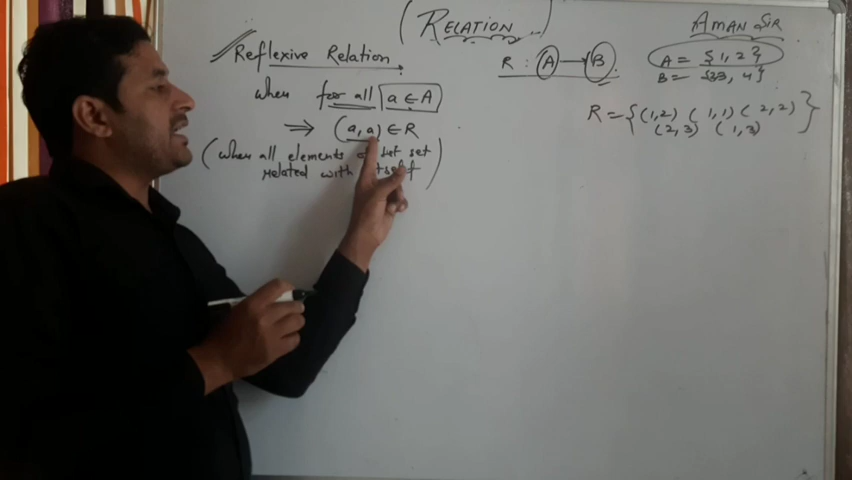 ( RELATION )
AMAN SIR
Reflexive Relation
when for all a ∈ A
⇒ (a, a) ∈ R
( when all elements of set
related with itself )
R : A → B
A = {1, 2}
B = {3, 4}
R = { (1,2) (1,1) (2,2)
(2,3) (1,3) }